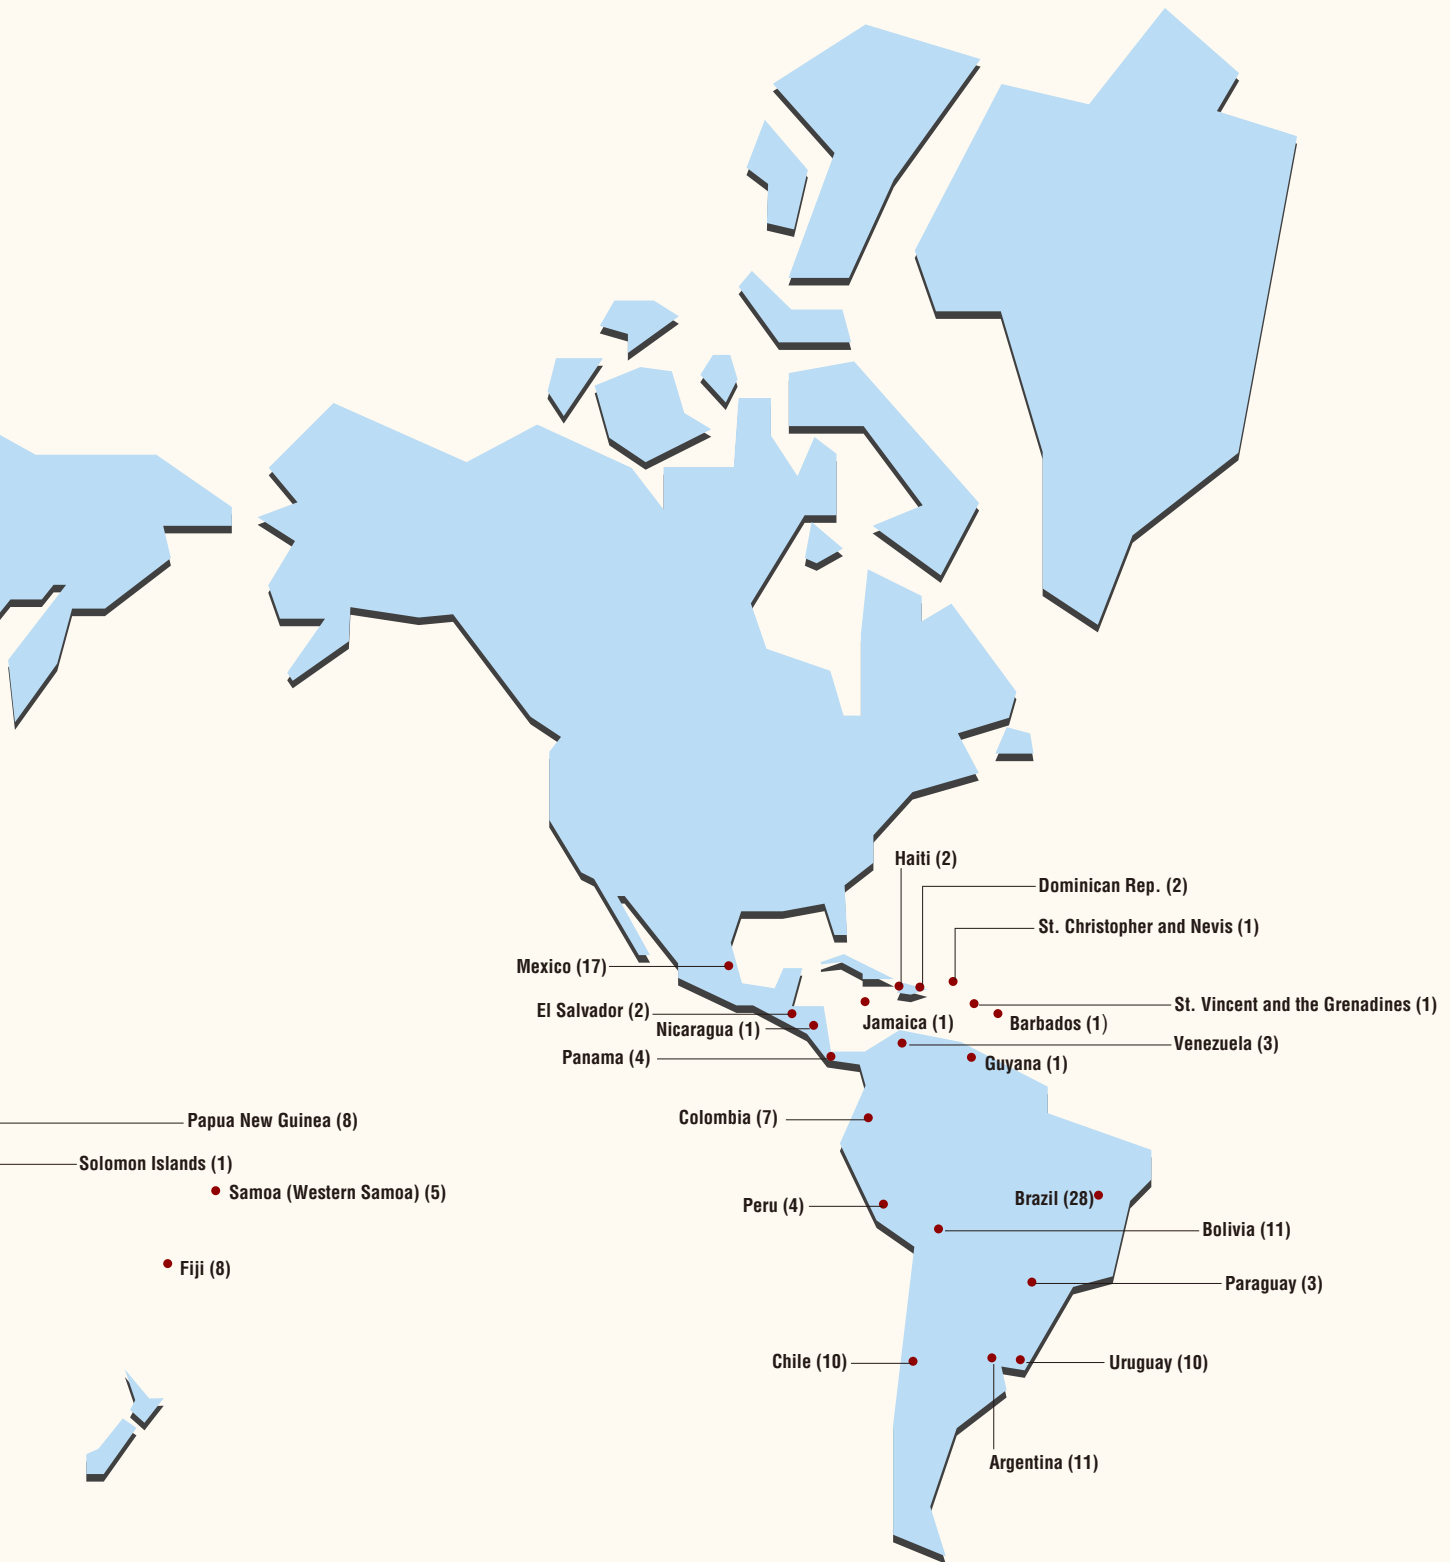 Haiti (2)
Dominican Rep. (2)
St. Christopher and Nevis (1)
Mexico (17)
El Salvador (2)
St. Vincent and the Grenadines (1)
Jamaica (1)
Barbados (1)
Nicaragua (1)
Venezuela (3)
Panama (4)
Guyana (1)
Colombia (7)
Papua New Guinea (8)
Solomon Islands (1)
Samoa (Western Samoa) (5)
Peru (4)
Brazil (28)
Bolivia (11)
Fiji (8)
Paraguay (3)
Chile (10)
Uruguay (10)
Argentina (11)